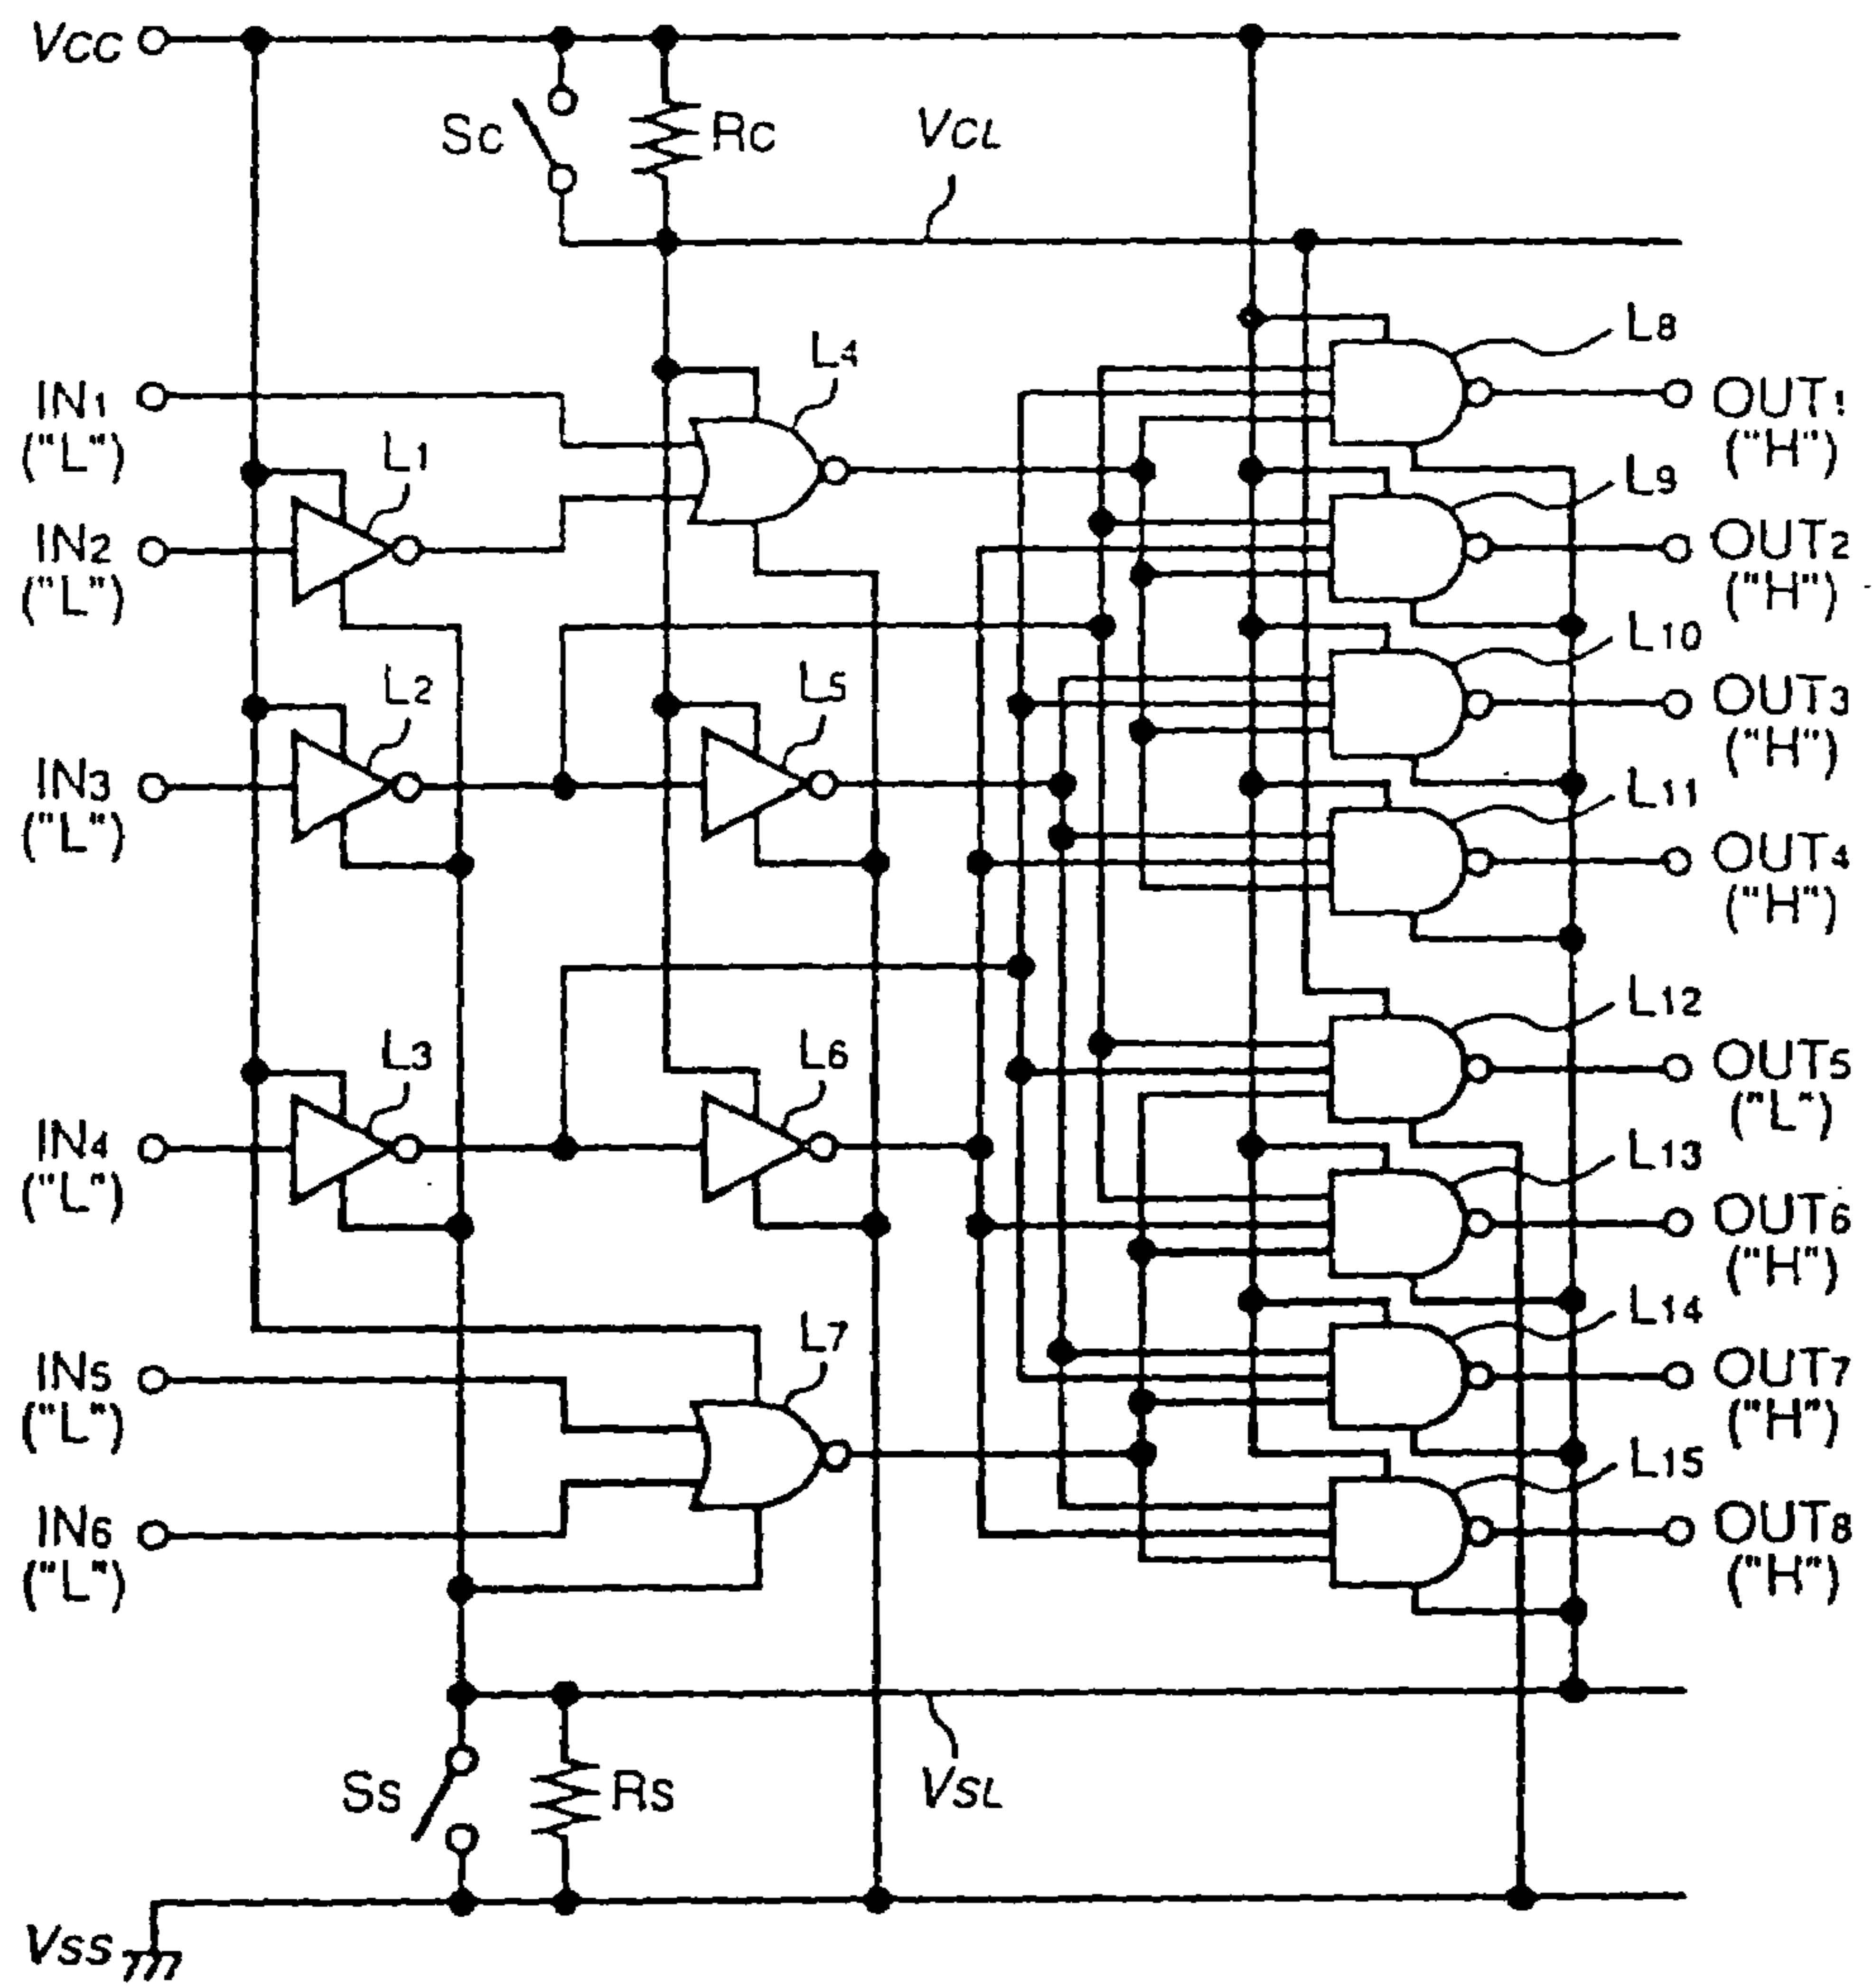 VCC
SC
RC
VCL
L8
L4
IN1
("L")
OUT1
("H")
L1
L9
IN2
("L")
OUT2
("H")
L10
L2
L5
OUT3
("H")
IN3
("L")
L11
OUT4
("H")
L12
L3
L6
OUT5
("L")
IN4
("L")
L13
OUT6
("H")
L14
L7
IN5
("L")
OUT7
("H")
L15
IN6
("L")
OUT8
("H")
SS
RS
VSL
VSS